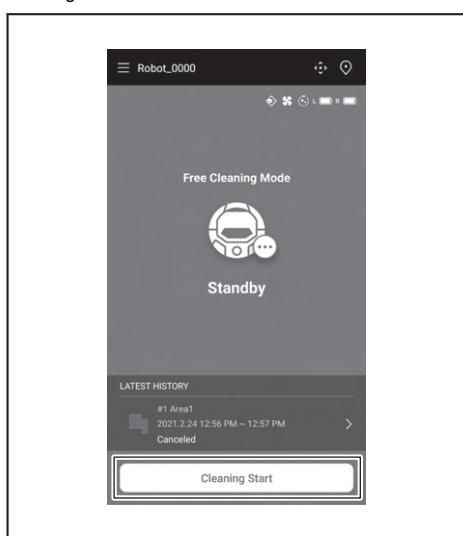 Robot_0000
L R
Free Cleaning Mode
Standby
LATEST HISTORY
#1 Area1
2021.2.24 12:56 PM ~ 12:57 PM
Canceled
Cleaning Start